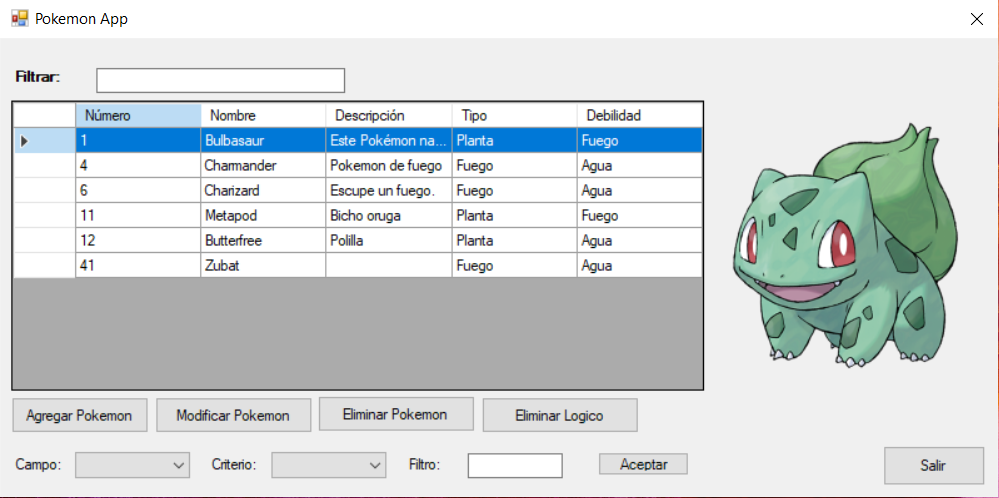 Pokemon App
Filtrar:
Número Nombre Descripción Tipo Debilidad
1 Bulbasaur Este Pokémon na... Planta Fuego
4 Charmander Pokemon de fuego Fuego Agua
6 Charizard Escupe un fuego. Fuego Agua
11 Metapod Bicho oruga Planta Fuego
12 Butterfree Polilla Planta Agua
41 Zubat Fuego Agua
Agregar Pokemon Modificar Pokemon Eliminar Pokemon Eliminar Logico
Campo: Criterio: Filtro: Aceptar Salir